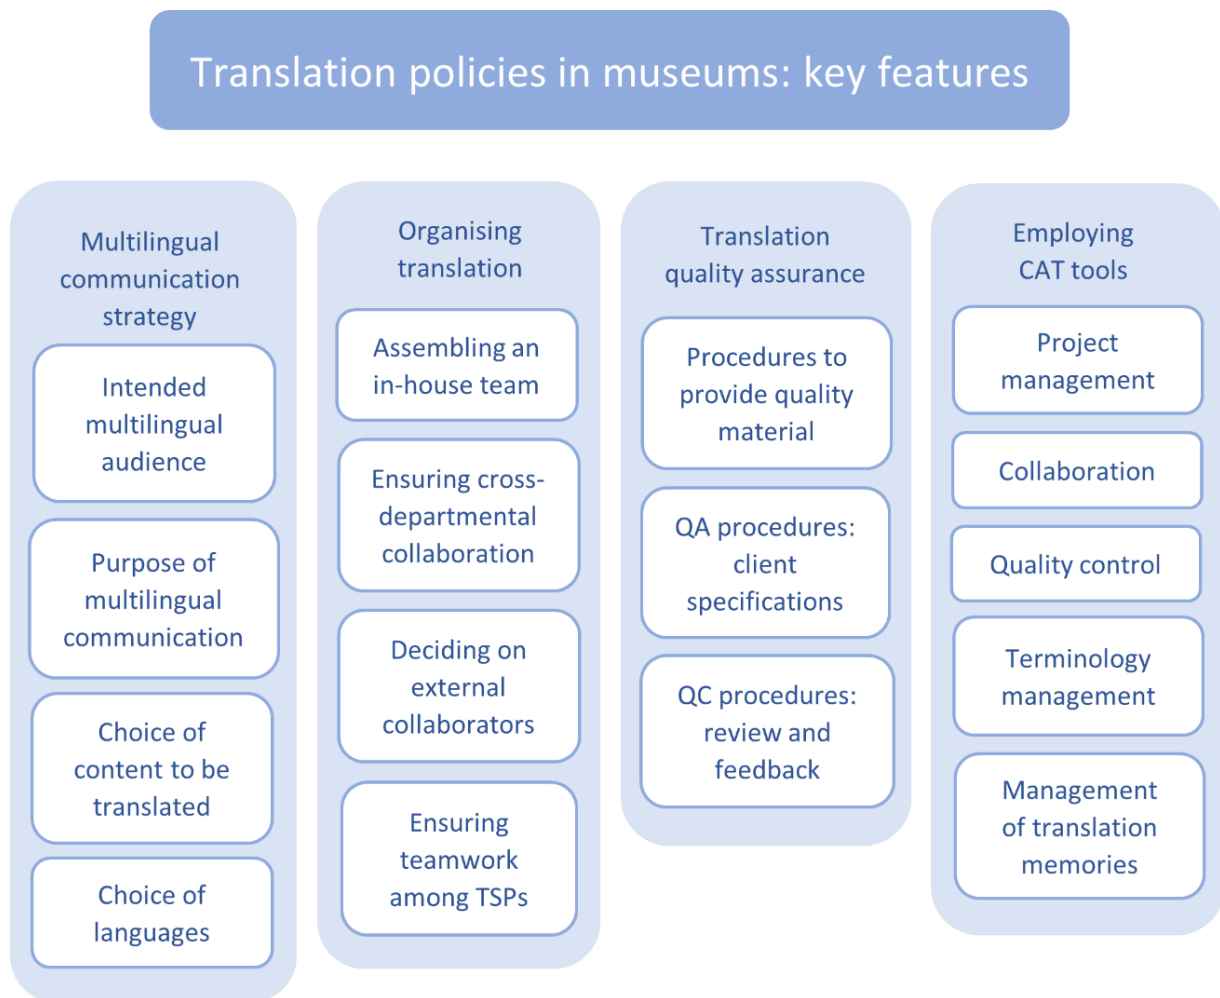 Translation policies in museums: key features
Multilingual
communication
strategy
Intended
multilingual
audience
Purpose of
multilingual
communication
Choice of
content to be
translated
Choice of
languages
Organising
translation
Assembling an
in-house team
Ensuring cross-
departmental
collaboration
Deciding on
external
collaborators
Ensuring
teamwork
among TSPs
Translation
quality assurance
Procedures to
provide quality
material
QA procedures:
client
specifications
QC procedures:
review and
feedback
Employing
CAT tools
Project
management
Collaboration
Quality control
Terminology
management
Management
of translation
memories